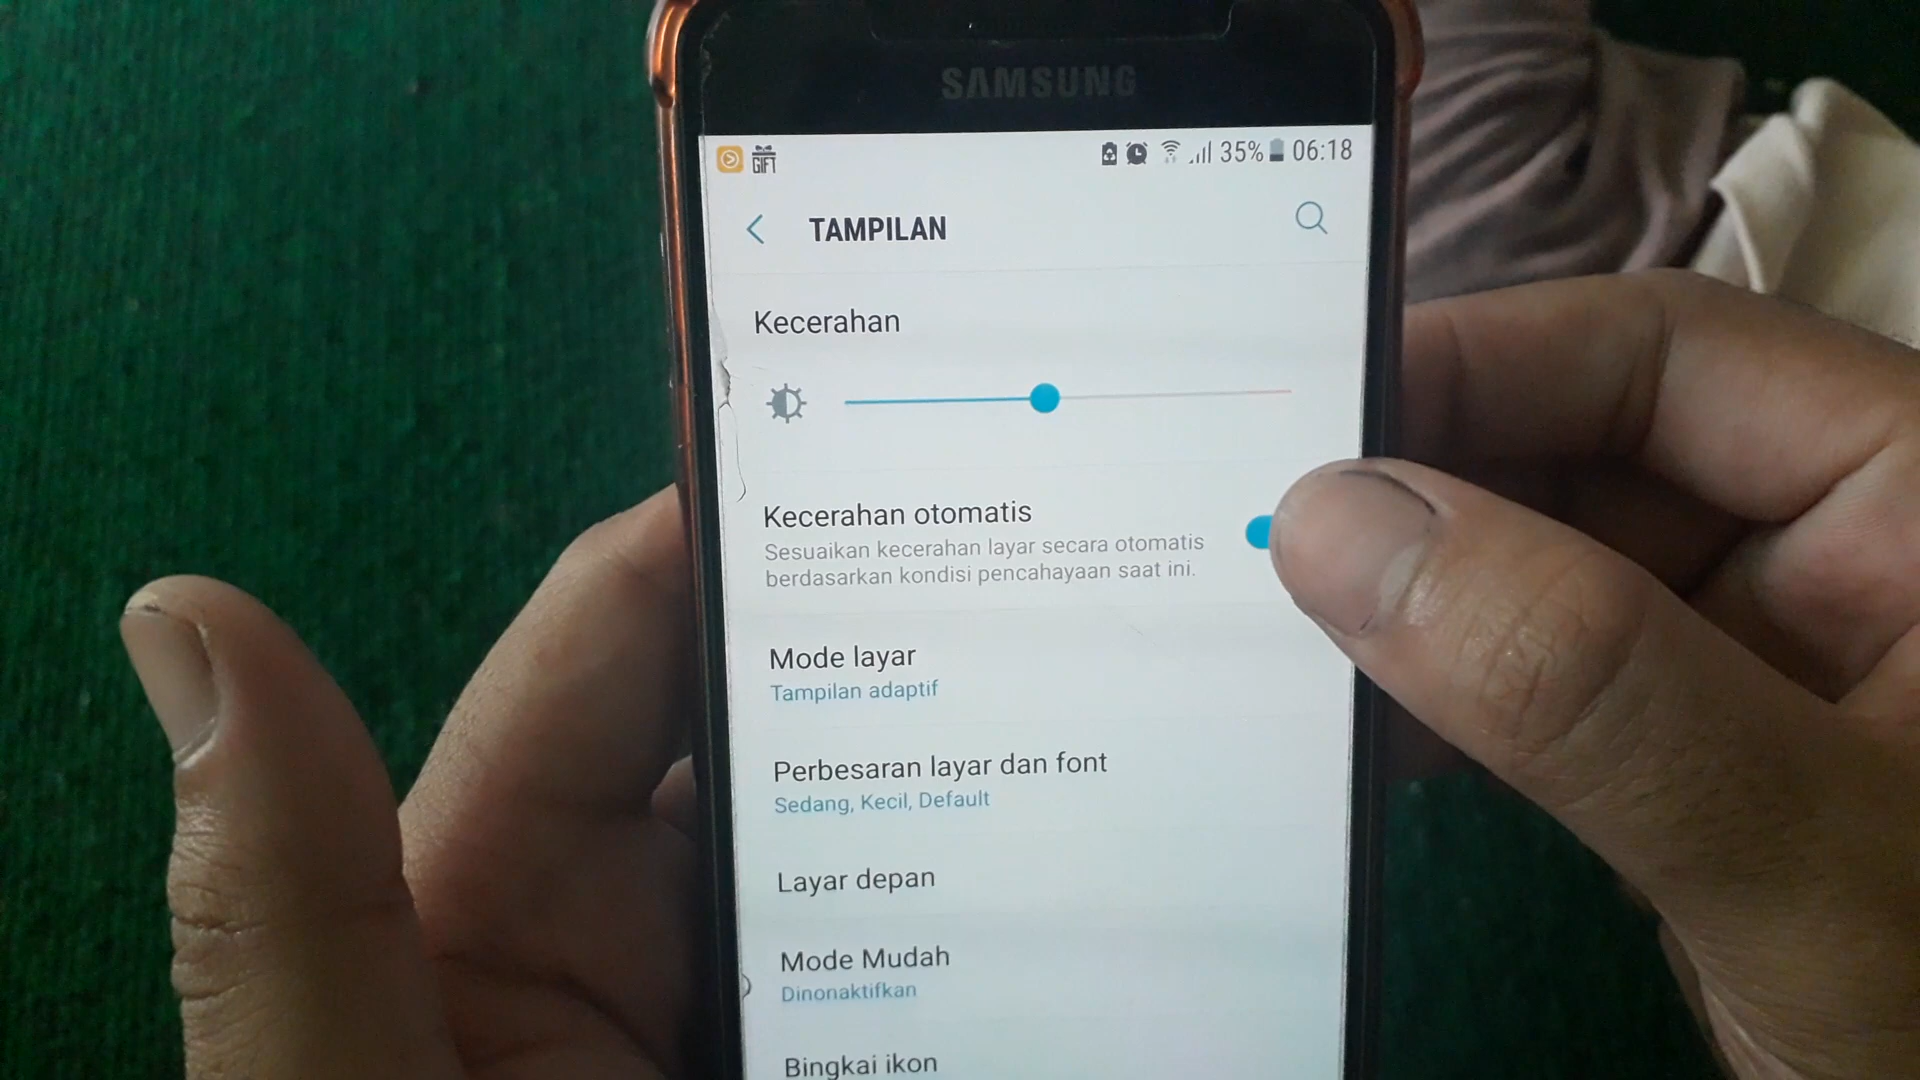 SAMSUNG
GIFT
35% 06:18
TAMPILAN
Kecerahan
Kecerahan otomatis
Sesuaikan kecerahan layar secara otomatis
berdasarkan kondisi pencahayaan saat ini.
Mode layar
Tampilan adaptif
Perbesaran layar dan font
Sedang, Kecil, Default
Layar depan
Mode Mudah
Dinonaktifkan
Bingkai ikon